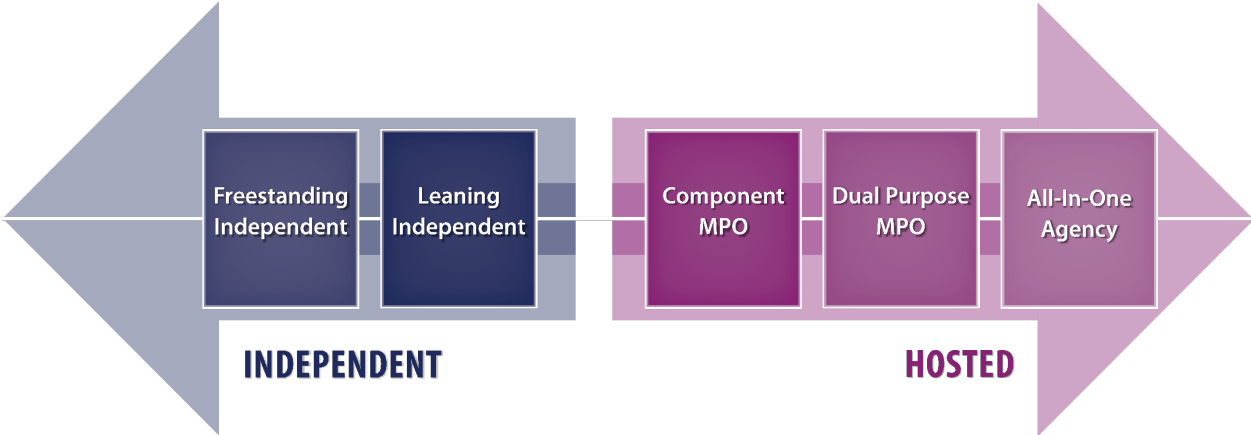 Freestanding
Independent
Leaning
Independent
Component
MPO
Dual Purpose
MPO
All-In-One
Agency
INDEPENDENT
HOSTED